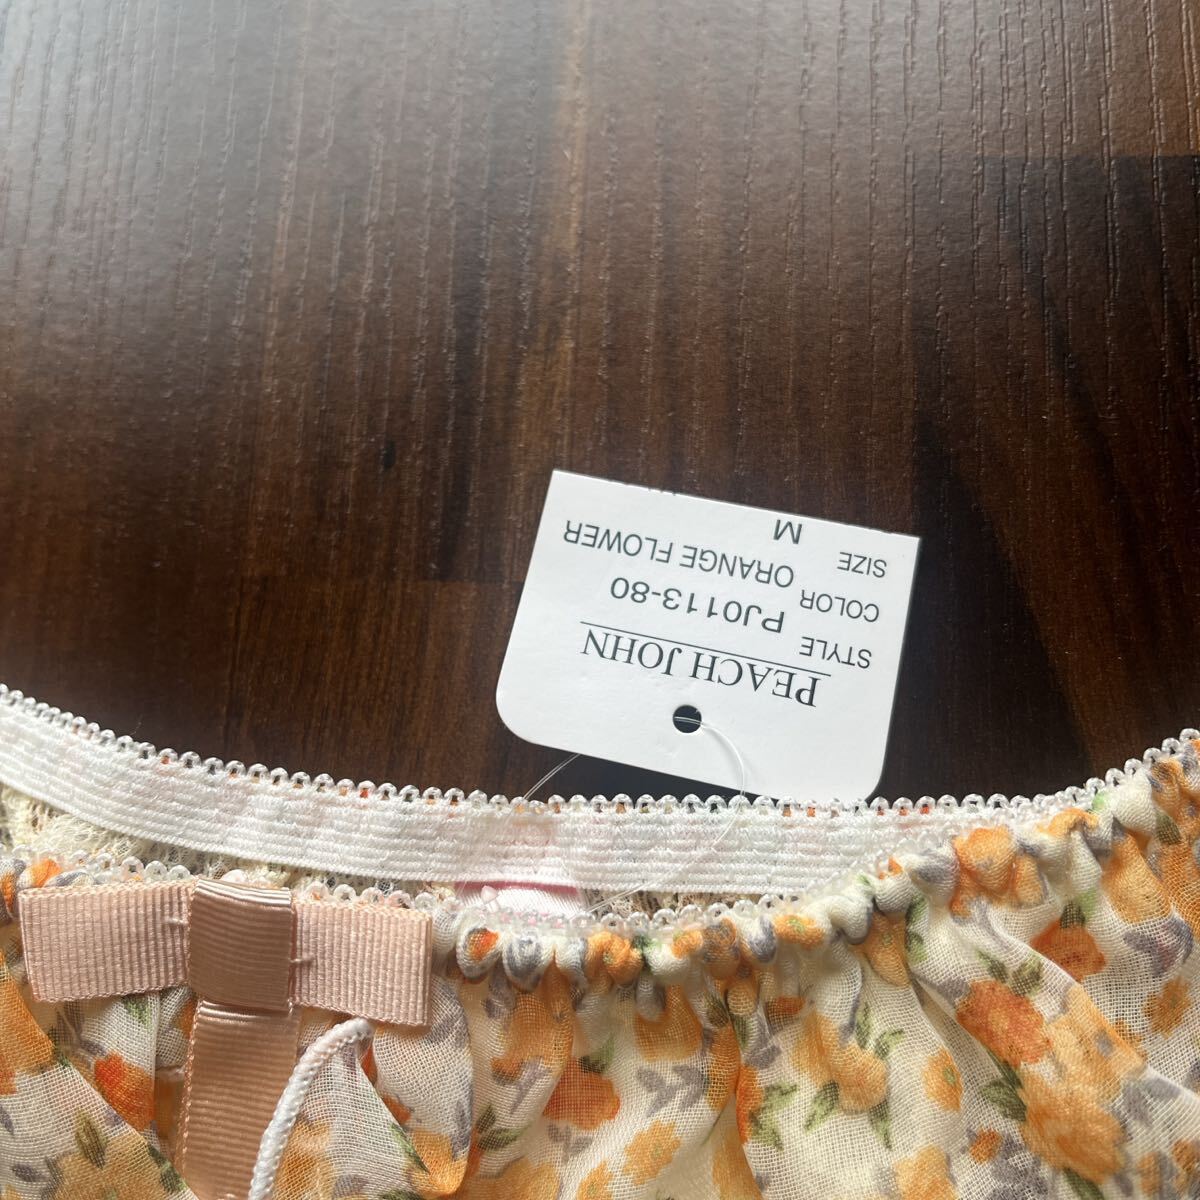 PEACH JOHN
STYLE PJ0113-80
COLOR ORANGE FLOWER
SIZE M